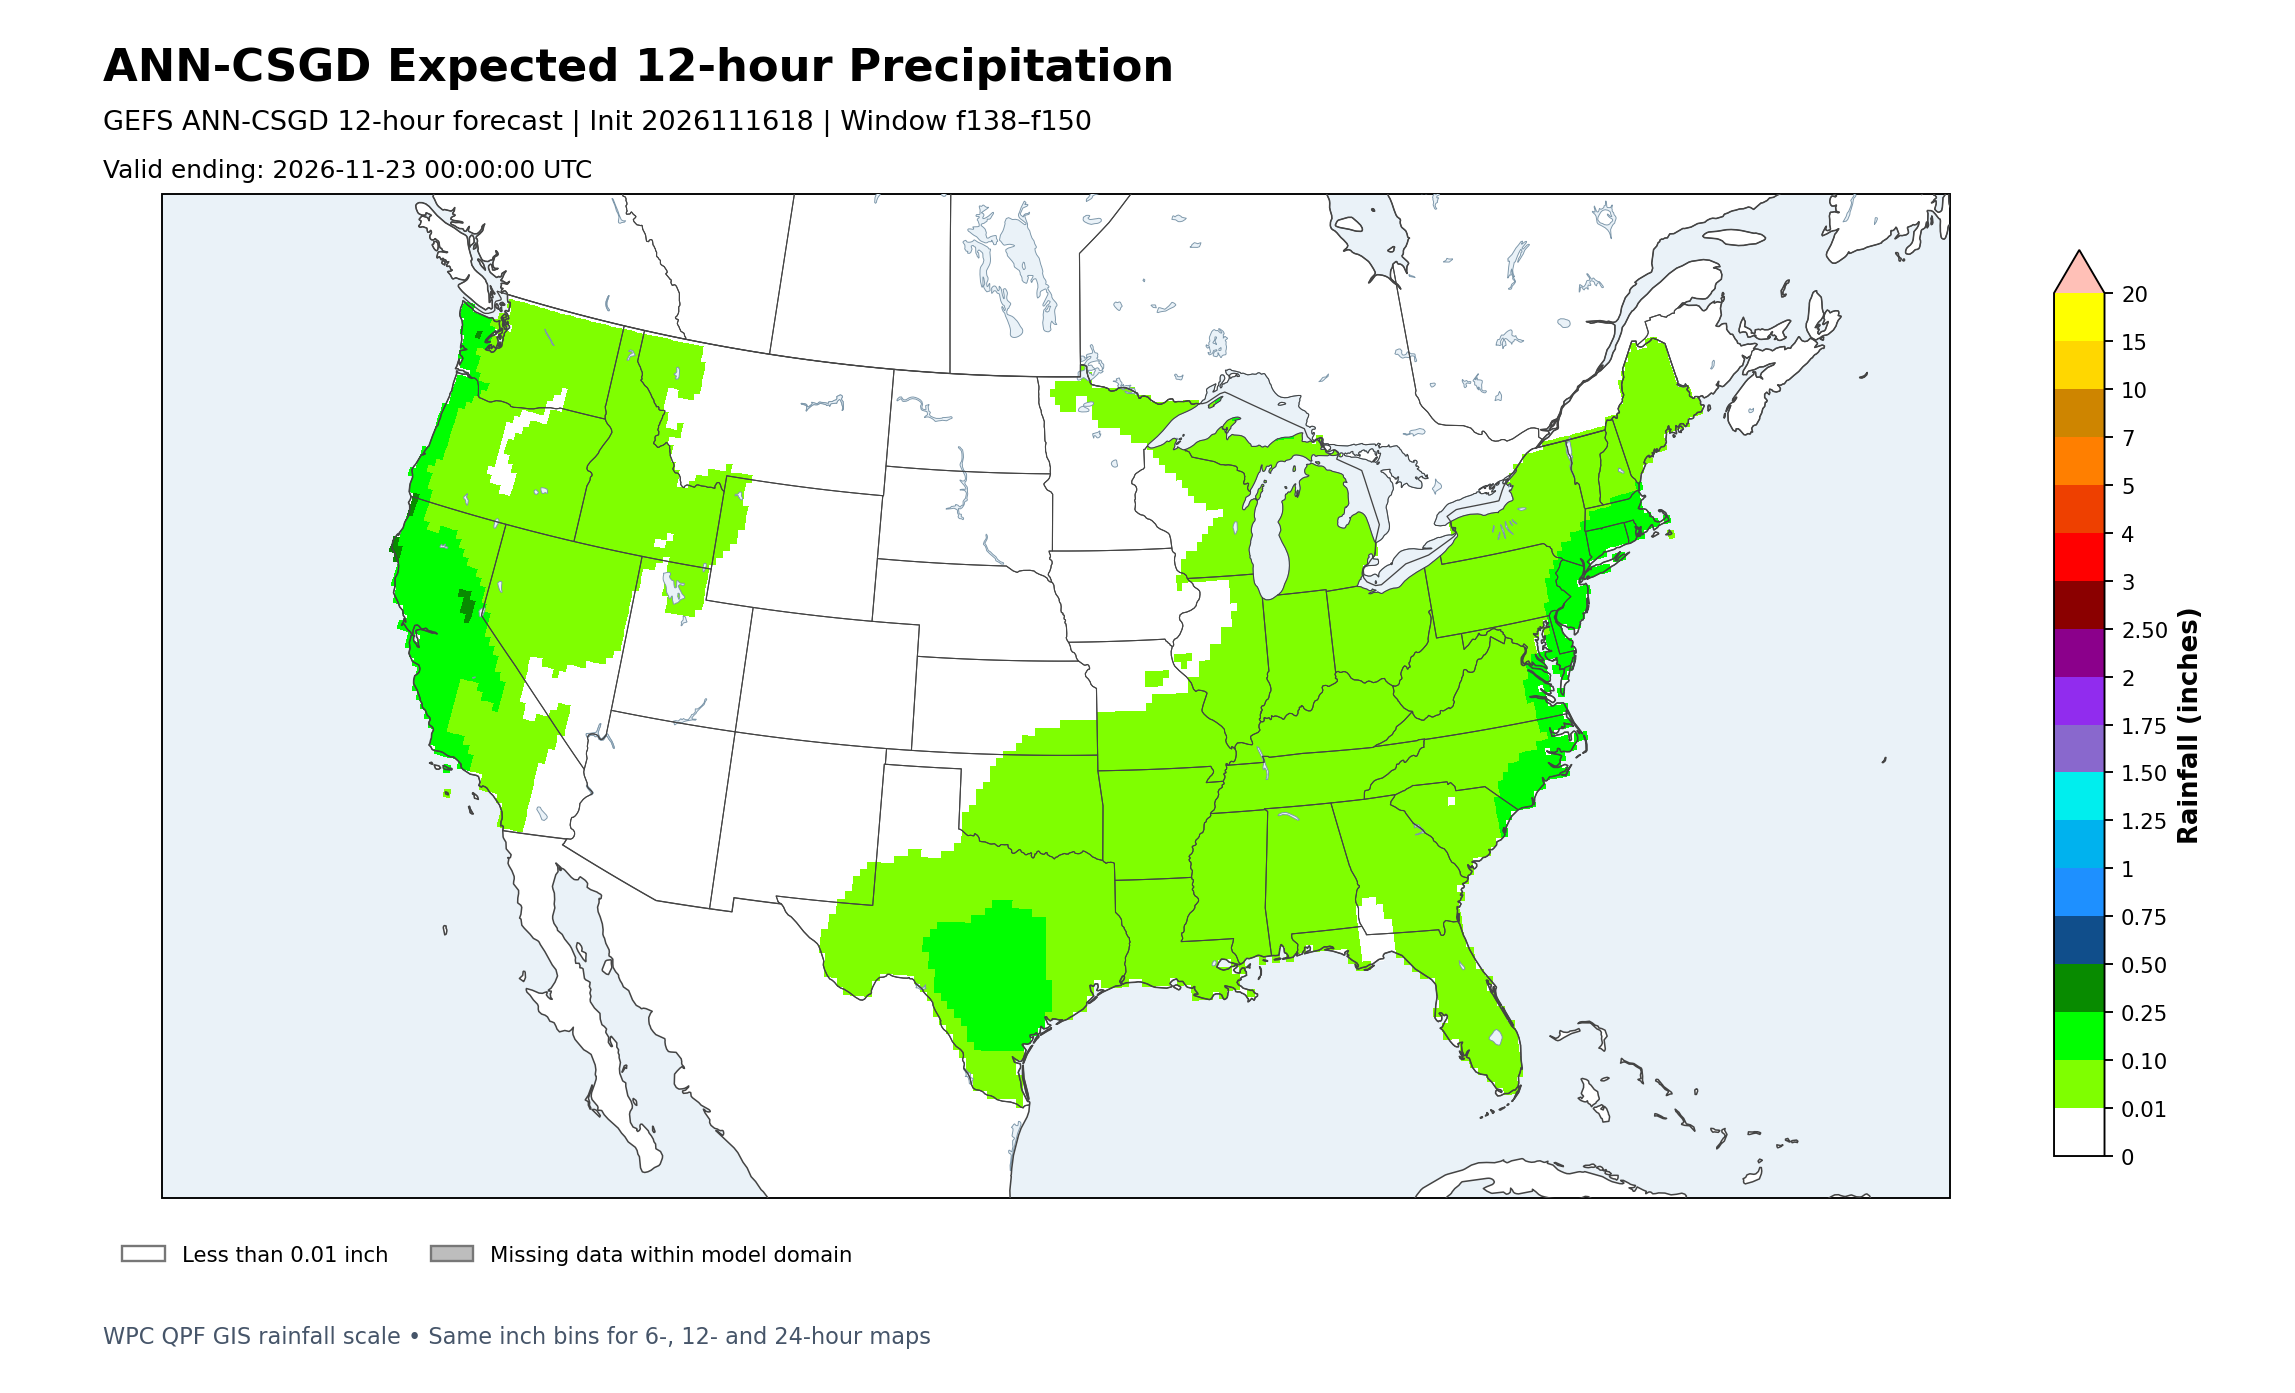 ANN-CSGD Expected 12-hour Precipitation
GEFS ANN-CSGD 12-hour forecast | Init 2026111618 | Window f138–f150
Valid ending: 2026-11-23 00:00:00 UTC
20
15
10
7
5
4
3
2.50
2
1.75
1.50
1.25
1
0.75
0.50
0.25
0.10
0.01
0
Rainfall (inches)
Less than 0.01 inch
Missing data within model domain
WPC QPF GIS rainfall scale • Same inch bins for 6-, 12- and 24-hour maps